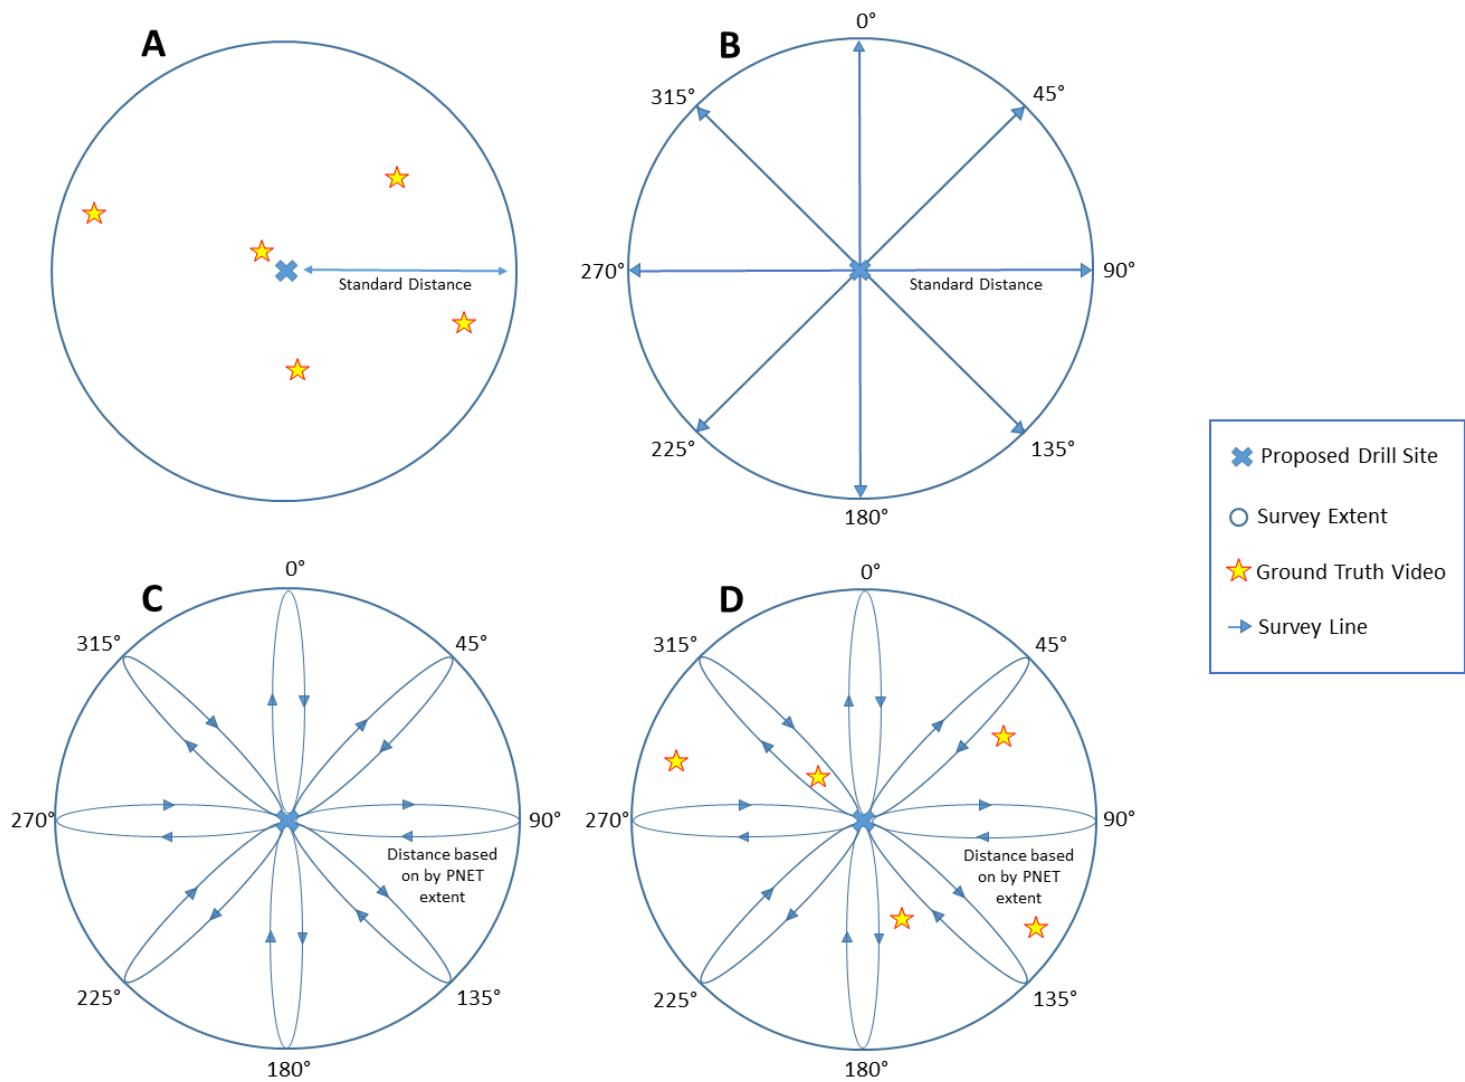 A
Standard Distance
B
0°
45°
90°
135°
180°
225°
270°
315°
Standard Distance
C
0°
45°
90°
135°
180°
225°
270°
315°
Distance based
on by PNET
extent
D
0°
45°
90°
135°
180°
225°
270°
315°
Distance based
on by PNET
extent
Proposed Drill Site
Survey Extent
Ground Truth Video
Survey Line